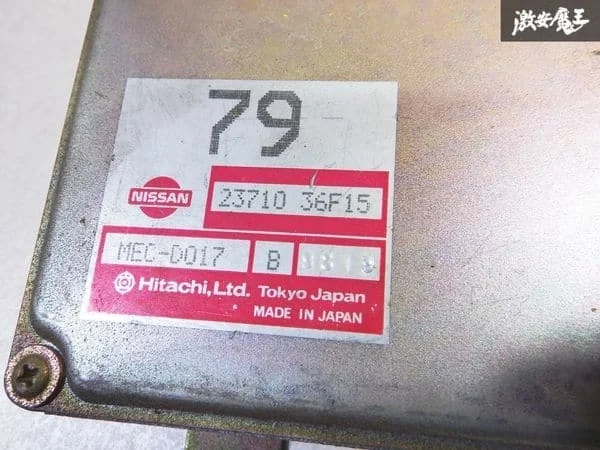 激安魔王
79
NISSAN 23710 36F15
MEC-D017 B
Hitachi, Ltd. Tokyo Japan
MADE IN JAPAN